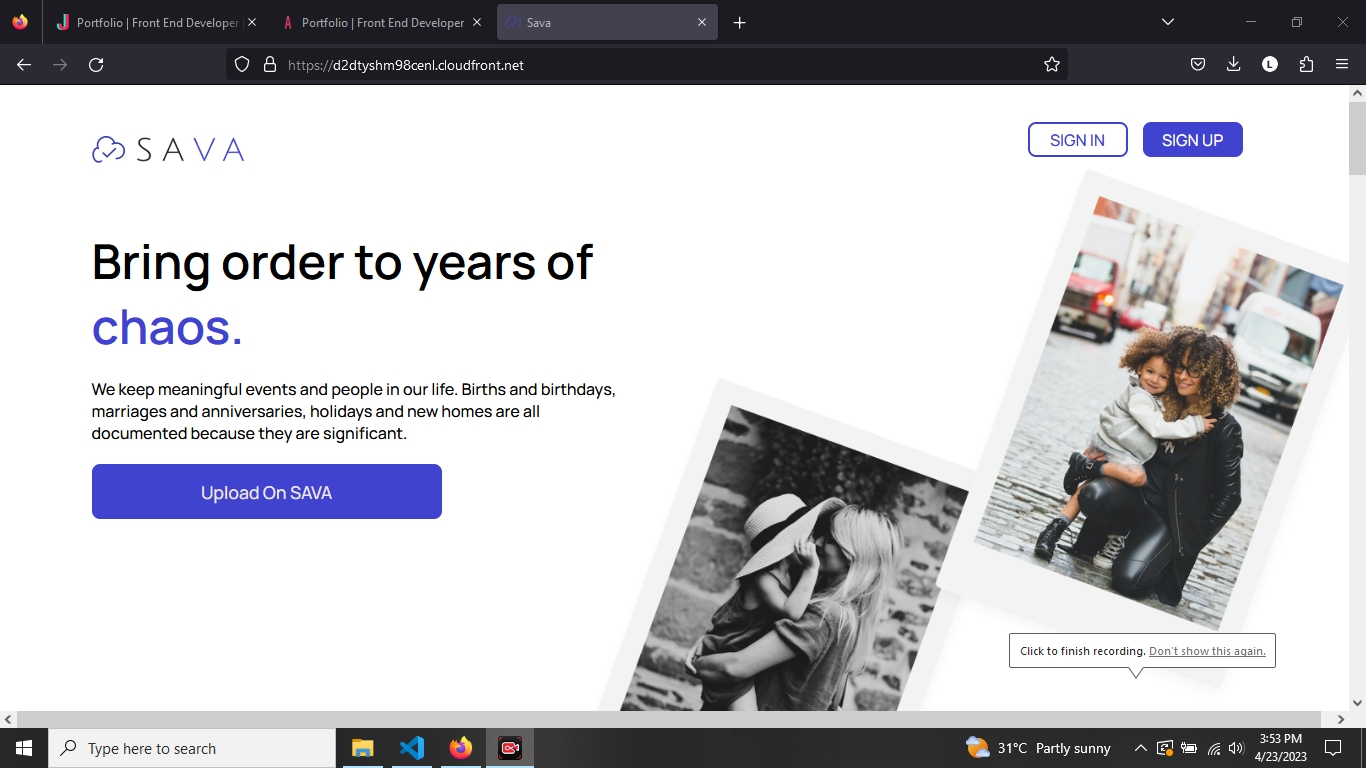 Portfolio | Front End Developer
Portfolio | Front End Developer
Sava
https://d2dtyshm98cenl.cloudfront.net
L
SAVA
SIGN IN
SIGN UP
Bring order to years of
chaos.
We keep meaningful events and people in our life. Births and birthdays,
marriages and anniversaries, holidays and new homes are all
documented because they are significant.
Upload On SAVA
Click to finish recording. Don't show this again.
Type here to search
31°C Partly sunny
3:53 PM
4/23/2023